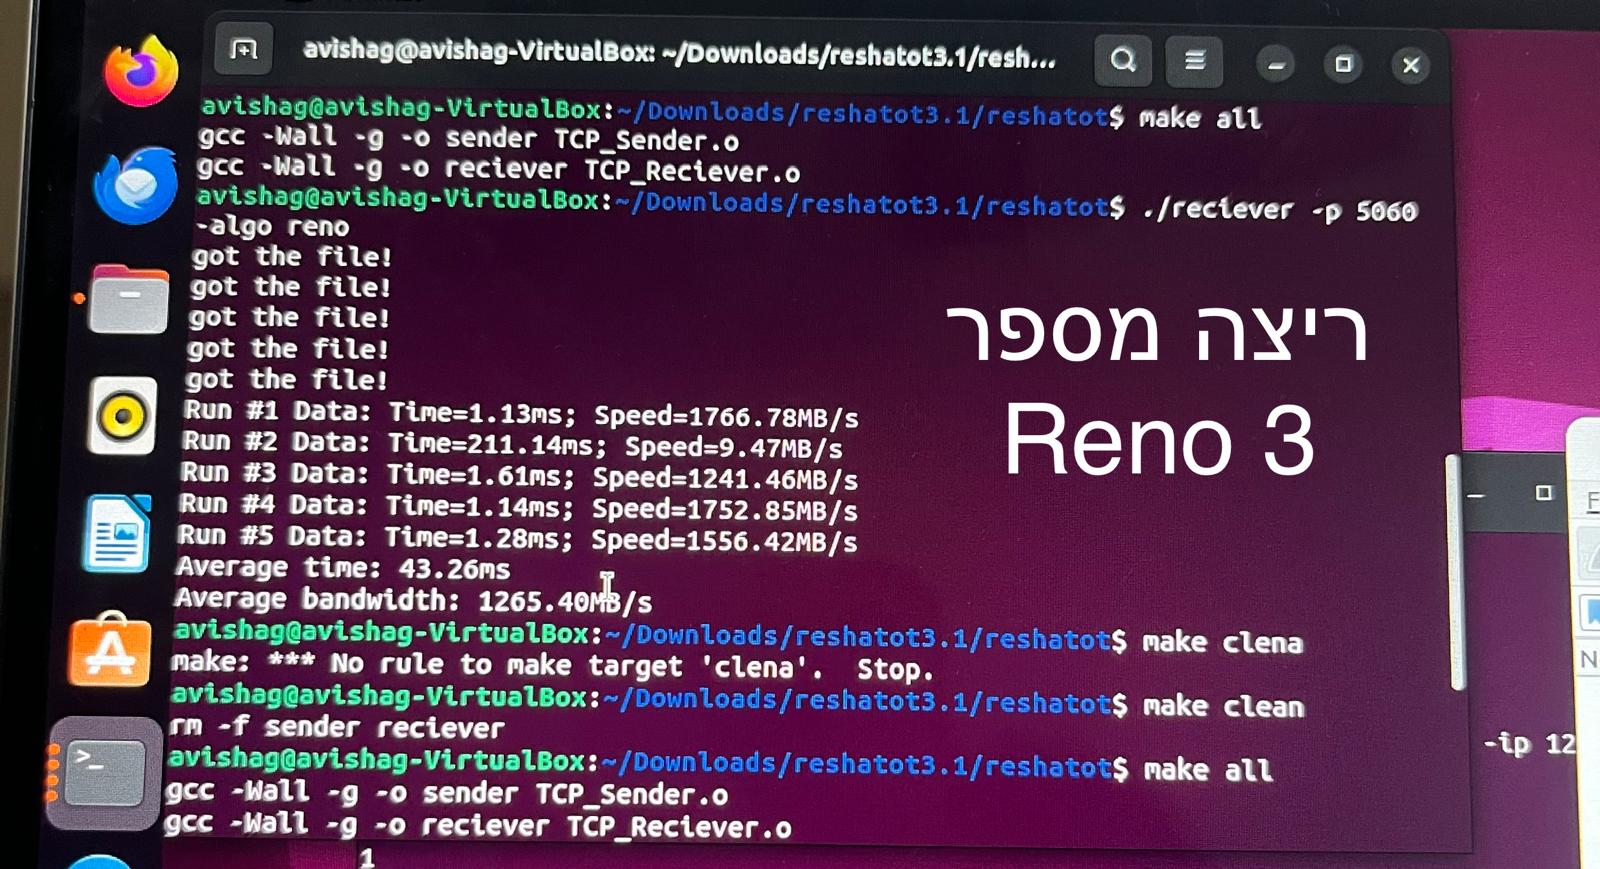 avishag@avishag-VirtualBox: ~/Downloads/reshatot3.1/resh...
avishag@avishag-VirtualBox:~/Downloads/reshatot3.1/reshatot$ make all
gcc -Wall -g -o sender TCP_Sender.o
gcc -Wall -g -o reciever TCP_Reciever.o
avishag@avishag-VirtualBox:~/Downloads/reshatot3.1/reshatot$ ./reciever -p 5060
-algo reno
got the file!
got the file!
got the file!
got the file!
got the file!
ריצה מספר
Reno 3
Run #1 Data: Time=1.13ms; Speed=1766.78MB/s
Run #2 Data: Time=211.14ms; Speed=9.47MB/s
Run #3 Data: Time=1.61ms; Speed=1241.46MB/s
Run #4 Data: Time=1.14ms; Speed=1752.85MB/s
Run #5 Data: Time=1.28ms; Speed=1556.42MB/s
Average time: 43.26ms
Average bandwidth: 1265.40MB/s
avishag@avishag-VirtualBox:~/Downloads/reshatot3.1/reshatot$ make clena
make: *** No rule to make target 'clena'.  Stop.
avishag@avishag-VirtualBox:~/Downloads/reshatot3.1/reshatot$ make clean
rm -f sender reciever
avishag@avishag-VirtualBox:~/Downloads/reshatot3.1/reshatot$ make all
gcc -Wall -g -o sender TCP_Sender.o
gcc -Wall -g -o reciever TCP_Reciever.o
-ip 12
1